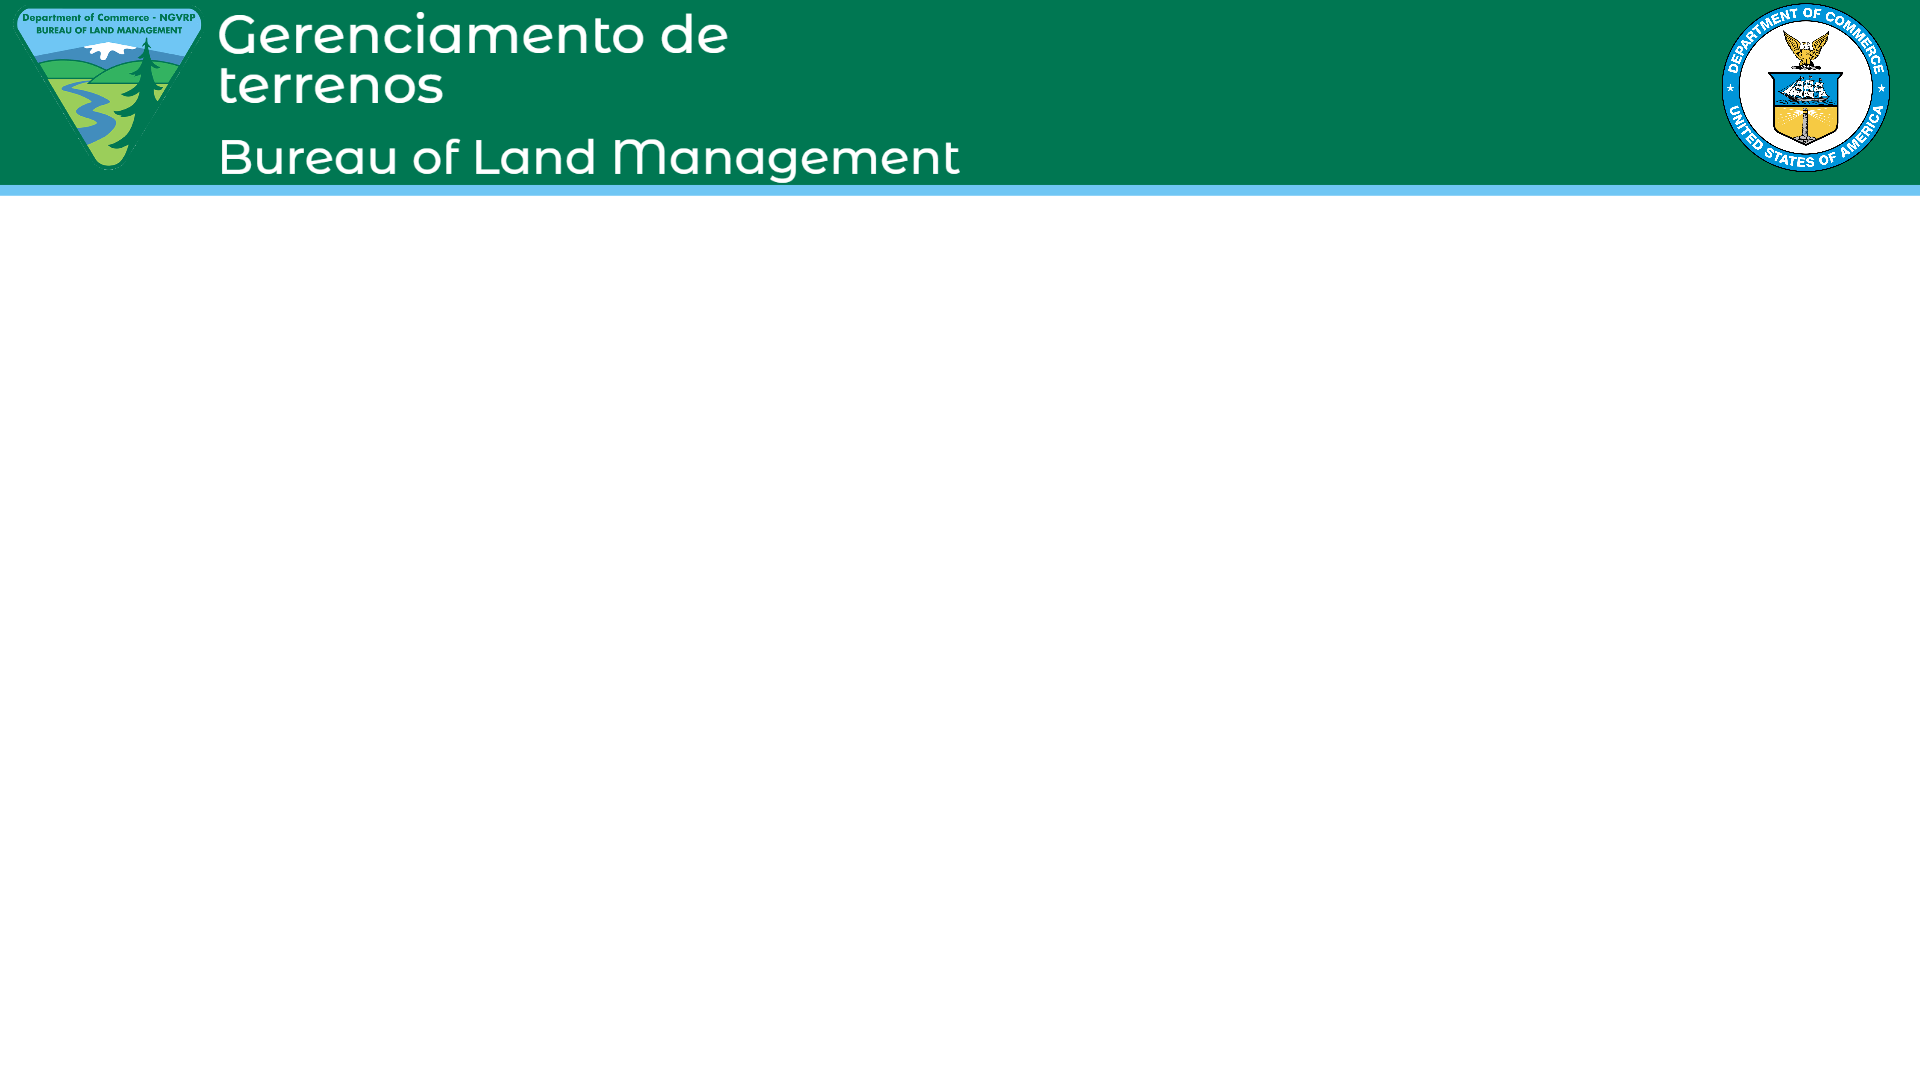 Department of Commerce - NGVRP
BUREAU OF LAND MANAGEMENT
Gerenciamento de
terrenos
Bureau of Land Management
DEPARTMENT OF COMMERCE
UNITED STATES OF AMERICA